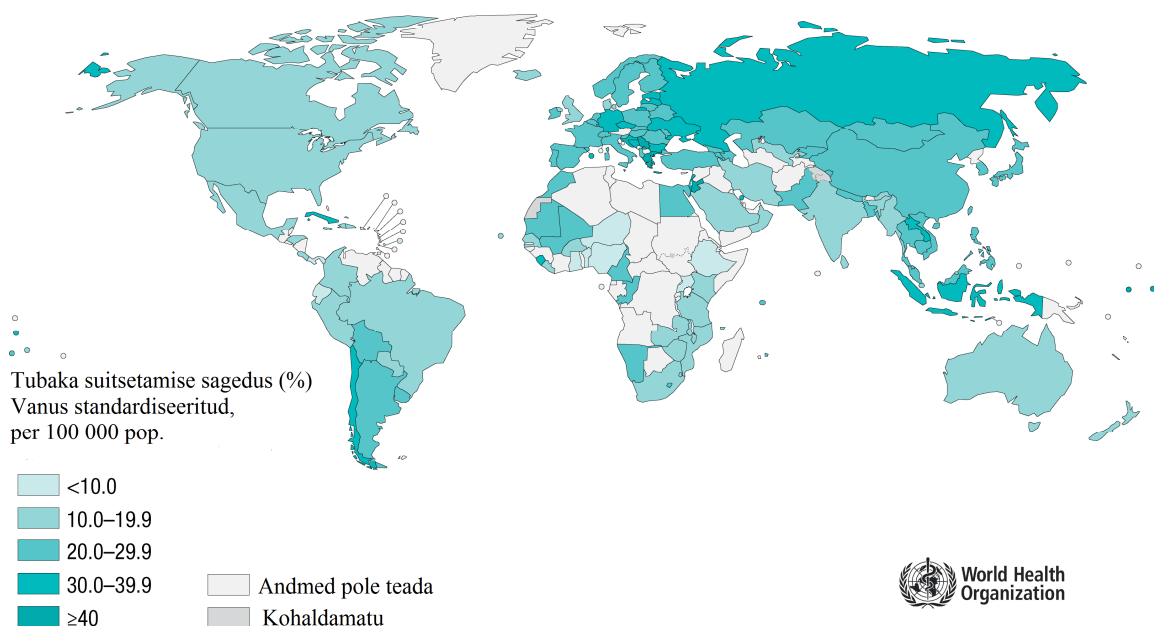 Tubaka suitsetamise sagedus (%)
Vanus standardiseeritud,
per 100 000 pop.
<10.0
10.0–19.9
20.0–29.9
30.0–39.9
≥40
Andmed pole teada
Kohaldamatu
World Health
Organization